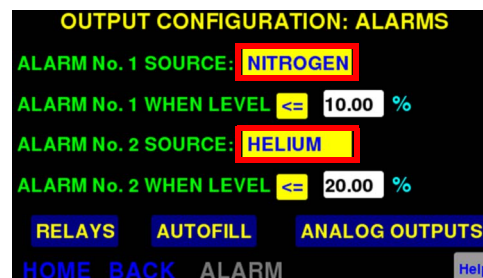 OUTPUT CONFIGURATION: ALARMS
ALARM No. 1 SOURCE: NITROGEN
ALARM No. 1 WHEN LEVEL <= 10.00 %
ALARM No. 2 SOURCE: HELIUM
ALARM No. 2 WHEN LEVEL <= 20.00 %
RELAYS AUTOFILL ANALOG OUTPUTS
HOME BACK ALARM Help